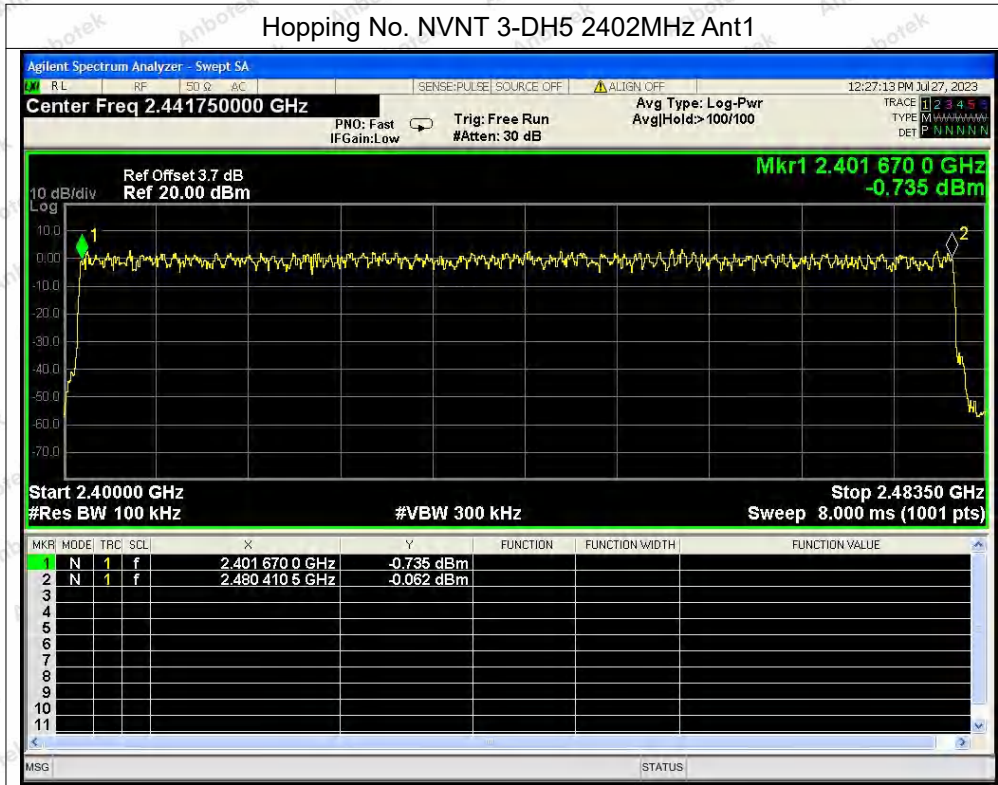 Hopping No. NVNT 3-DH5 2402MHz Ant1
Agilent Spectrum Analyzer - Swept SA
LXI RL RF 50 Ω AC SENSE:PULSE SOURCE OFF ALIGN OFF 12:27:13 PM Jul 27, 2023
Center Freq 2.441750000 GHz
PNO: Fast
IFGain:Low
Trig: Free Run
#Atten: 30 dB
Avg Type: Log-Pwr
Avg|Hold:> 100/100
TRACE 1 2 3 4 5 6
TYPE M W W W W W
DET P N N N N N
Mkr1 2.401 670 0 GHz
-0.735 dBm
Ref Offset 3.7 dB
10 dB/div Ref 20.00 dBm
Log
10.0
0.00
-10.0
-20.0
-30.0
-40.0
-50.0
-60.0
-70.0
1
2
Start 2.40000 GHz Stop 2.48350 GHz
#Res BW 100 kHz #VBW 300 kHz Sweep 8.000 ms (1001 pts)
MKR MODE TRC SCL X Y FUNCTION FUNCTION WIDTH FUNCTION VALUE
1 N 1 f 2.401 670 0 GHz -0.735 dBm
2 N 1 f 2.480 410 5 GHz -0.062 dBm
3
4
5
6
7
8
9
10
11
MSG STATUS